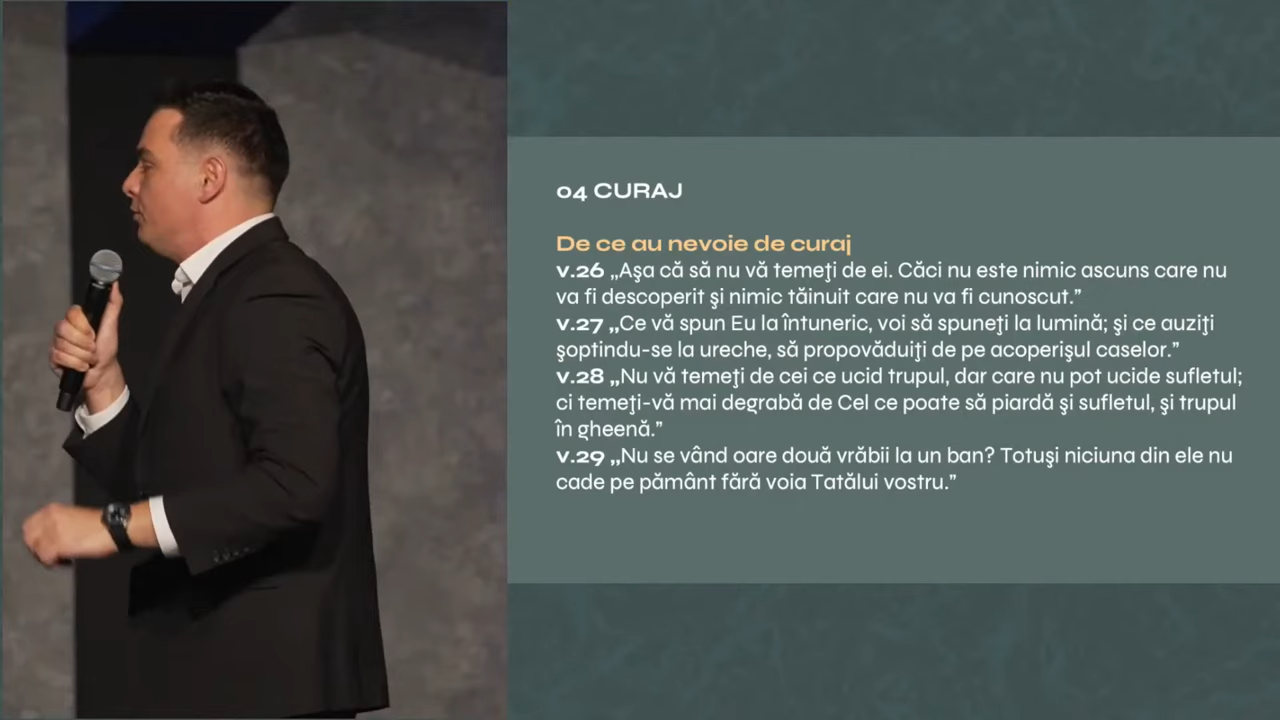 04 CURAJ
De ce au nevoie de curaj
v.26 „Aşa că să nu vă temeţi de ei. Căci nu este nimic ascuns care nu
va fi descoperit şi nimic tăinuit care nu va fi cunoscut.”
v.27 „Ce vă spun Eu la întuneric, voi să spuneţi la lumină; şi ce auziţi
şoptindu-se la ureche, să propovăduiţi de pe acoperişul caselor.”
v.28 „Nu vă temeţi de cei ce ucid trupul, dar care nu pot ucide sufletul;
ci temeţi-vă mai degrabă de Cel ce poate să piardă şi sufletul, şi trupul
în gheenă.”
v.29 „Nu se vând oare două vrăbii la un ban? Totuşi niciuna din ele nu
cade pe pământ fără voia Tatălui vostru.”